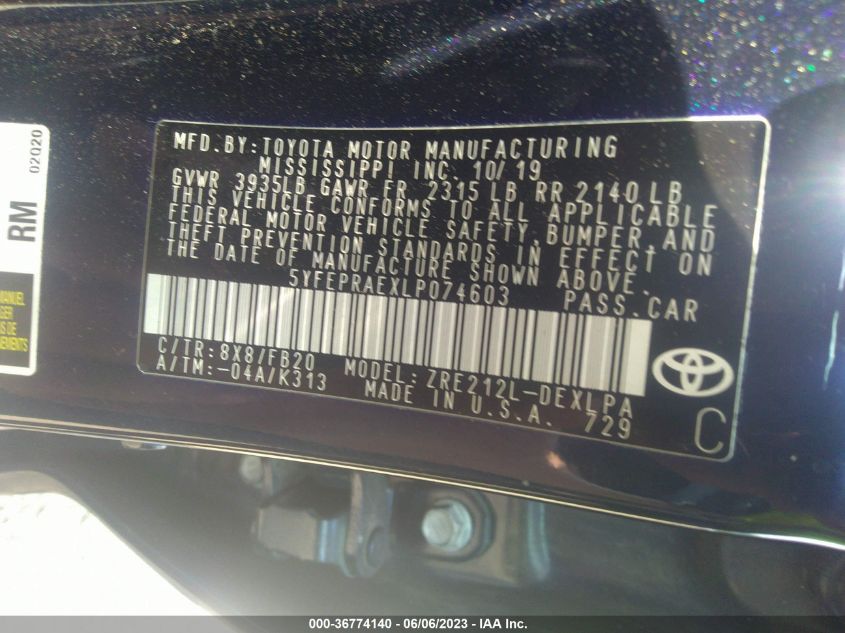 02Q20
RM
MANUEL
MFD.BY:TOYOTA MOTOR MANUFACTURING
MISSISSIPPI INC. 10/19
GVWR 3935LB GAWR FR 2315 LB RR 2140 LB
THIS VEHICLE CONFORMS TO ALL APPLICABLE
FEDERAL MOTOR VEHICLE SAFETY, BUMPER, AND
THEFT PREVENTION STANDARDS IN EFFECT ON
THE DATE OF MANUFACTURE SHOWN ABOVE.
5YFEPRAEXLP074603 PASS.CAR
C/TR:8X8/FB20 MODEL:ZRE212L-DEXLPA
A/TM:-04A/K313 MADE IN U.S.A. 729
C
000-36774140 - 06/06/2023 - IAA Inc.